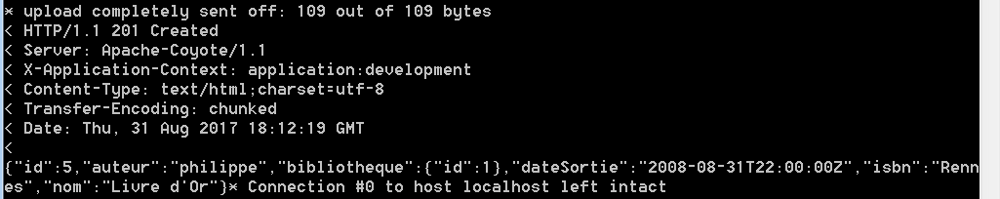 * upload completely sent off: 109 out of 109 bytes
< HTTP/1.1 201 Created
< Server: Apache-Coyote/1.1
< X-Application-Context: application:development
< Content-Type: text/html;charset=utf-8
< Transfer-Encoding: chunked
< Date: Thu, 31 Aug 2017 18:12:19 GMT
<
{"id":5,"auteur":"philippe","bibliotheque":{"id":1},"dateSortie":"2008-08-31T22:00:00Z","isbn":"Renn
es","nom":"Livre d'Or"}* Connection #0 to host localhost left intact